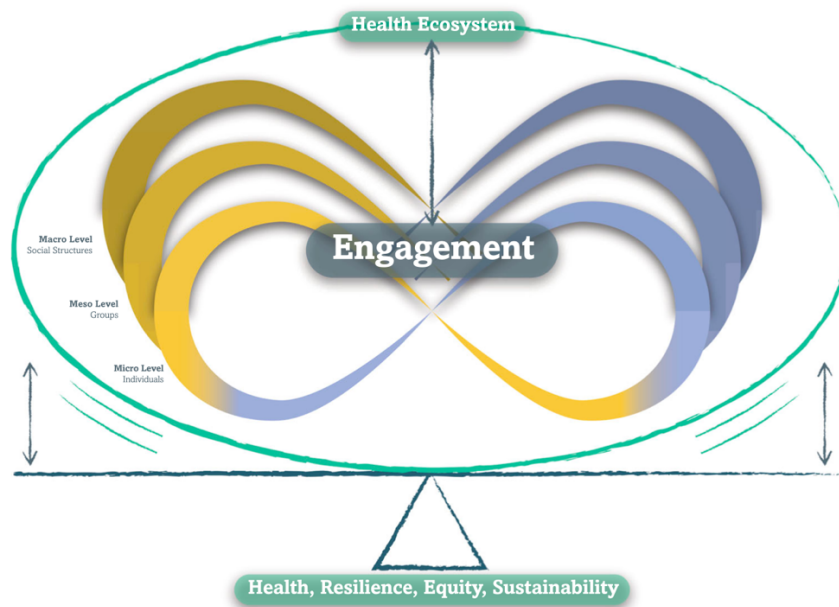 Health Ecosystem
Engagement
Macro Level
Social Structures
Meso Level
Groups
Micro Level
Individuals
Health, Resilience, Equity, Sustainability